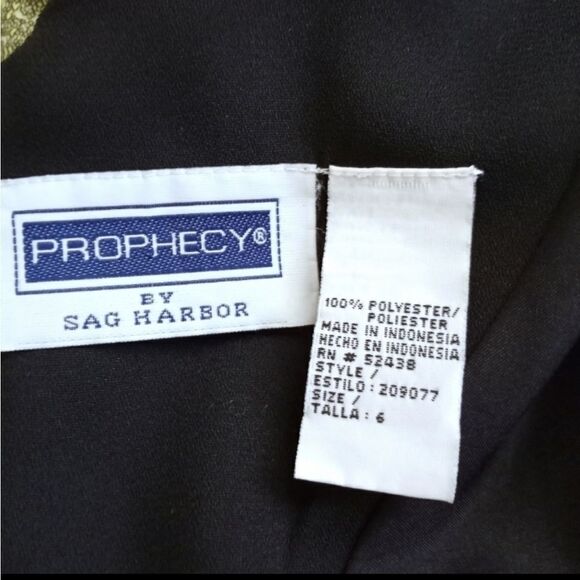 PROPHECY®
BY
SAG HARBOR
100% POLYESTER/
POLIESTER
MADE IN INDONESIA
HECHO EN INDONESIA
RN # 52438
STYLE /
ESTILO : 209077
SIZE /
TALLA : 6